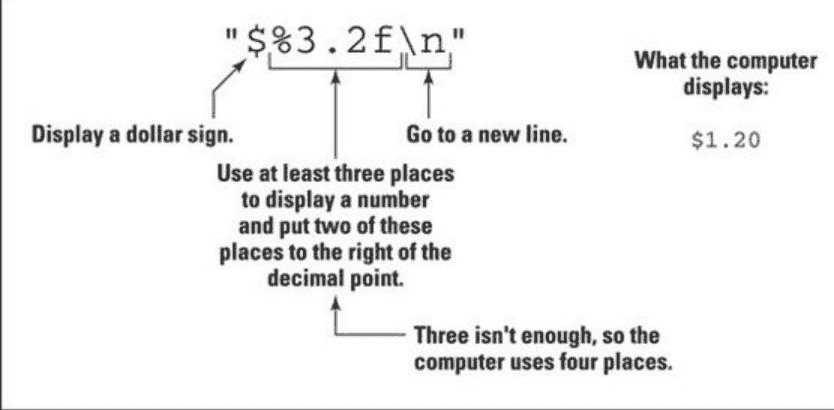 "$%3.2f\n"
What the computer
displays:
$1.20
Display a dollar sign.
Go to a new line.
Use at least three places
to display a number
and put two of these
places to the right of the
decimal point.
Three isn't enough, so the
computer uses four places.